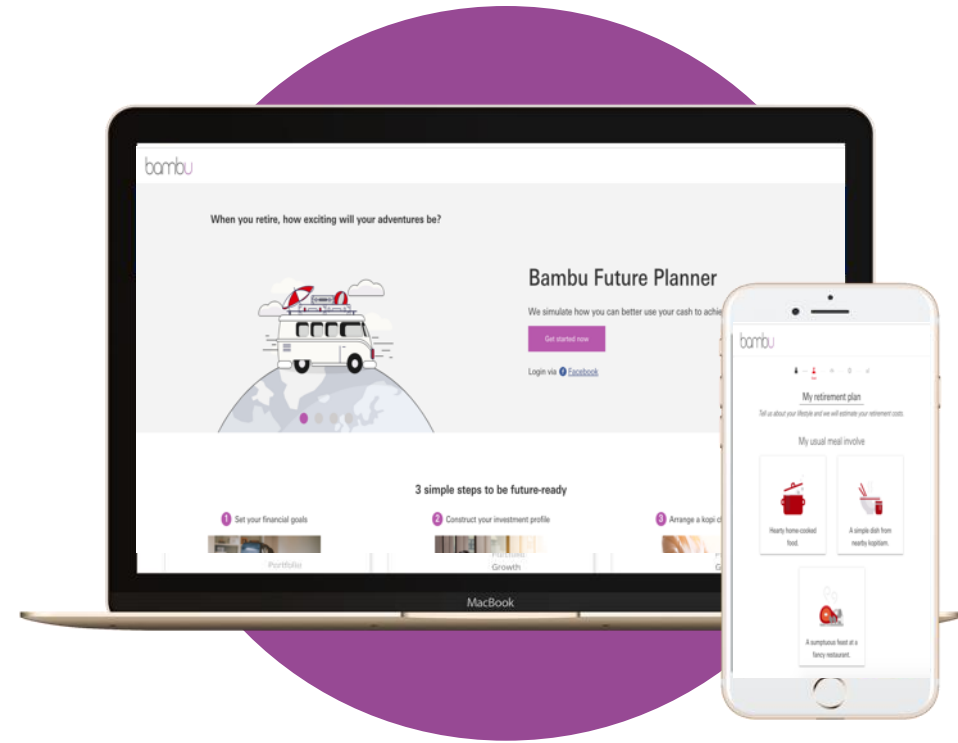 bambu
When you retire, how exciting will your adventures be?
Bambu Future Planner
We simulate how you can better use your cash to achie
Get started now
Login via f Facebook
3 simple steps to be future-ready
1 Set your financial goals
2 Construct your investment profile
3 Arrange a kopi c
Portfolio
Growth
G
MacBook
bambu
My retirement plan
Tell us about your lifestyle and we will estimate your retirement costs.
My usual meal involve
Hearty home-cooked
food.
A simple dish from
nearby kopitiam.
A sumptuous feast at a
fancy restaurant.